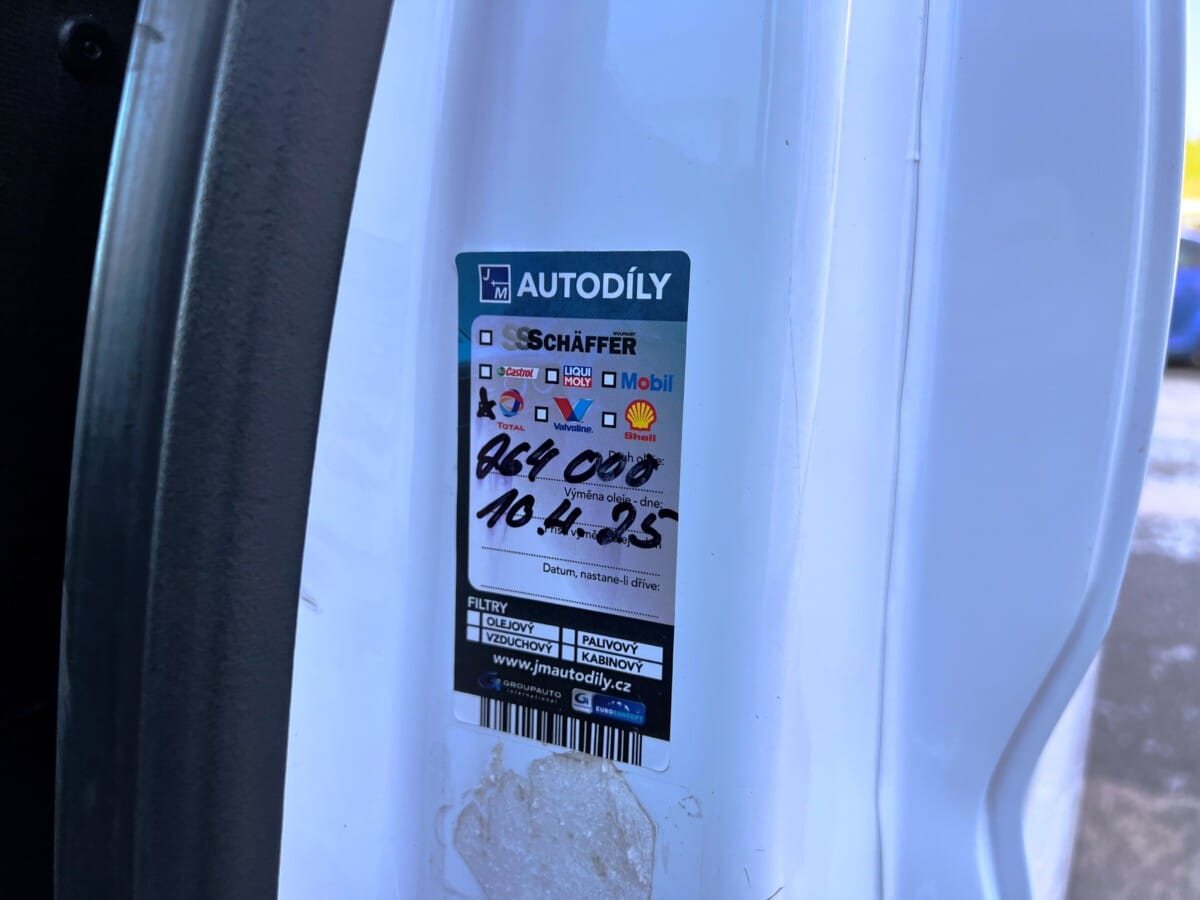 J+M AUTODÍLY
SCHÄFFER
Castrol LIQUI MOLY Mobil
TOTAL Valvoline Shell
Druh oleje:
264 000
Výměna oleje - dne:
10.4.25
Datum, nastane-li dříve:
FILTRY
OLEJOVÝ PALIVOVÝ
VZDUCHOVÝ KABINOVÝ
www.jmautodily.cz
G GROUPAUTO international G EUROCONCEPT